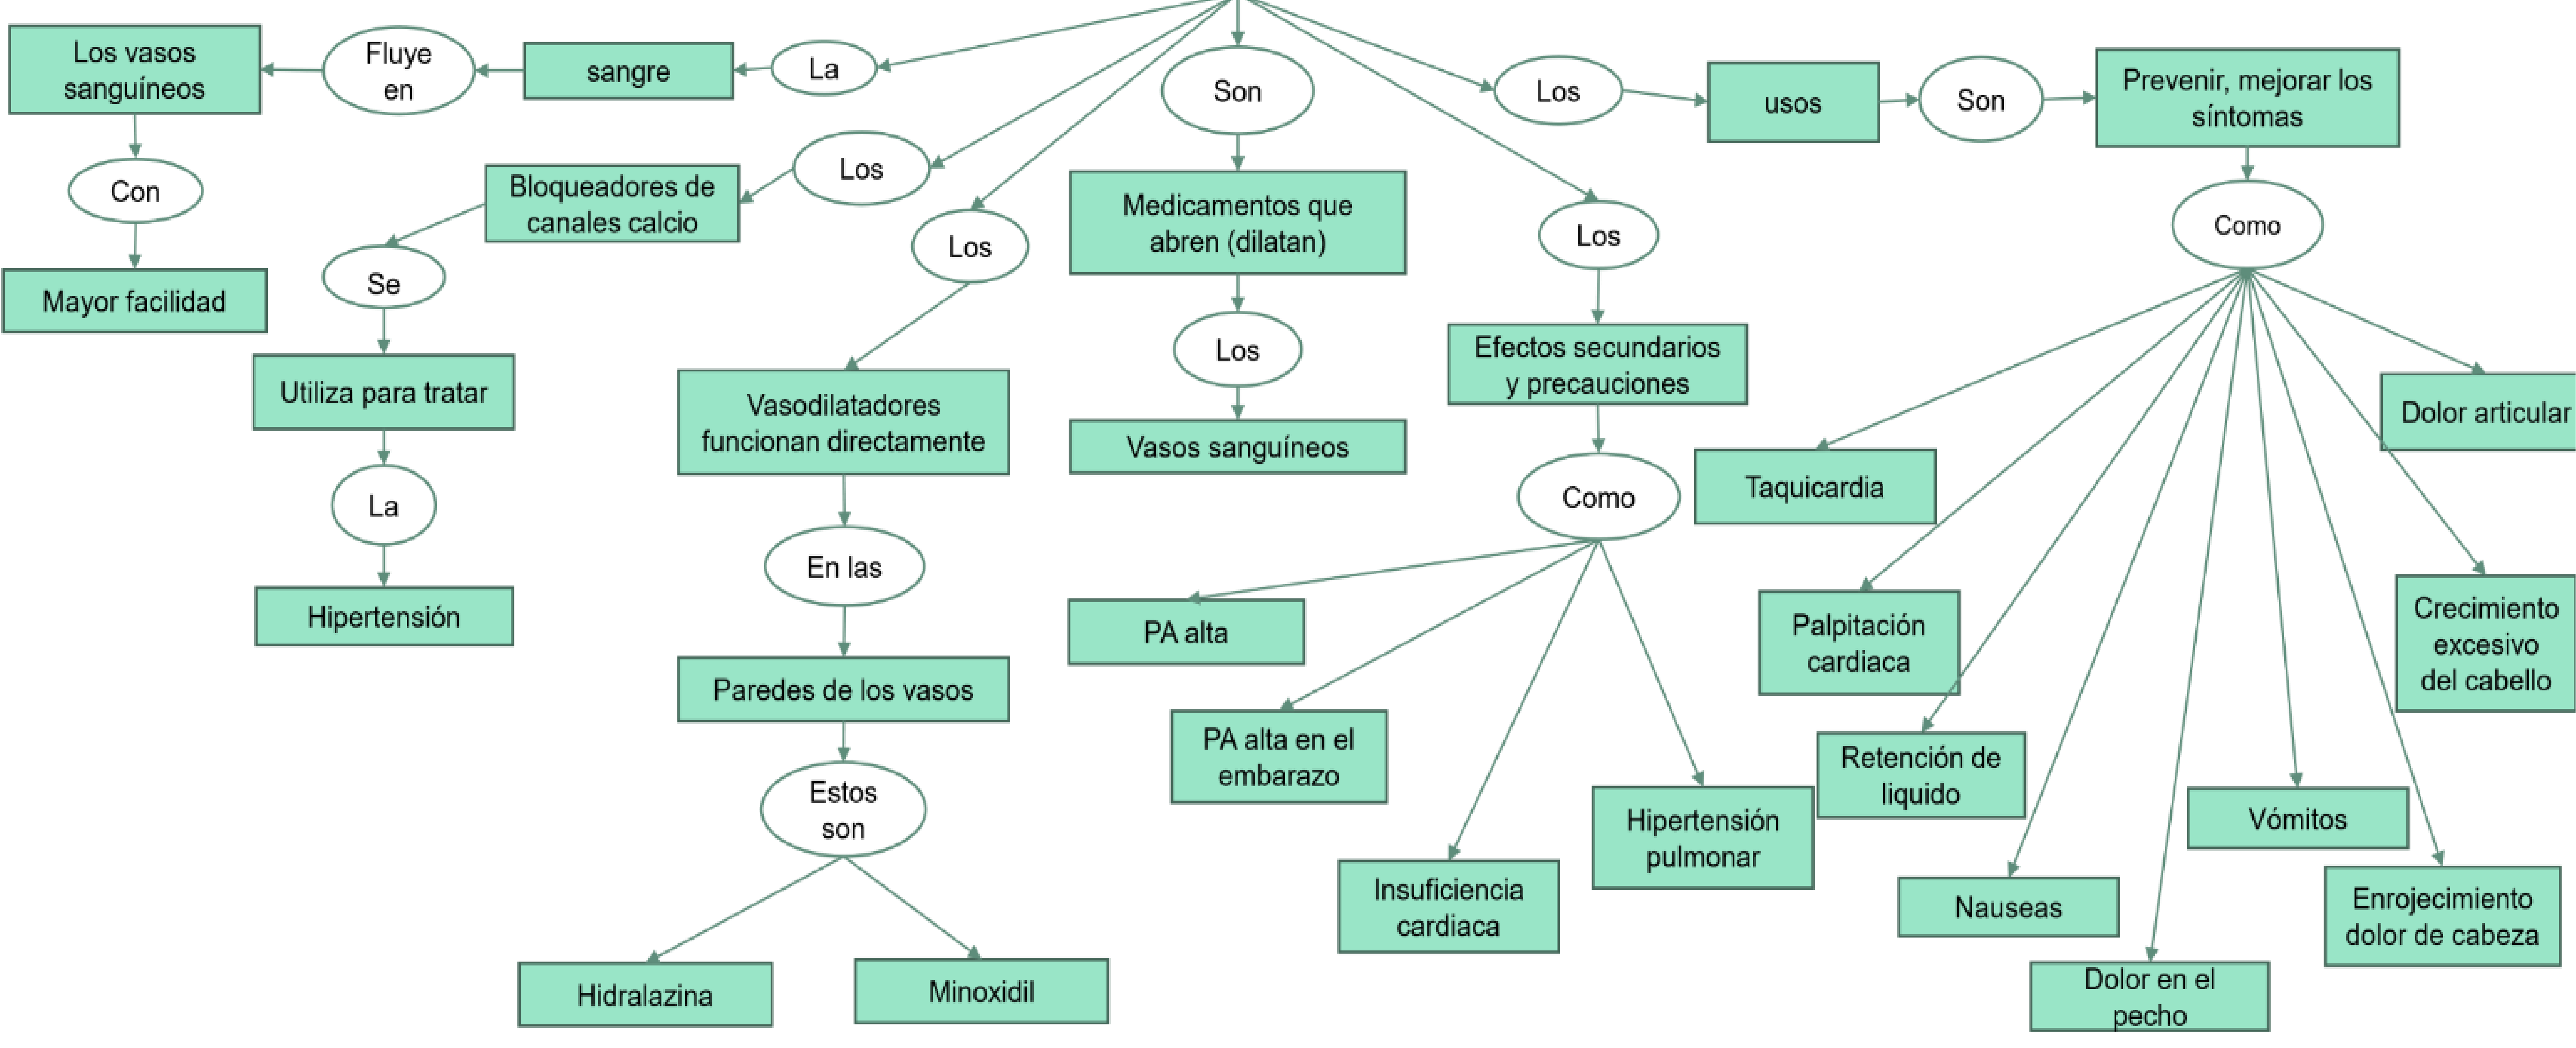 Los vasos
sanguíneos
Fluye
en
sangre
La
Son
Los
usos
Son
Prevenir, mejorar los
síntomas
Con
Mayor facilidad
Bloqueadores de
canales calcio
Los
Se
Utiliza para tratar
La
Hipertensión
Los
Vasodilatadores
funcionan directamente
En las
Paredes de los vasos
Estos
son
Hidralazina
Minoxidil
Medicamentos que
abren (dilatan)
Los
Vasos sanguíneos
Los
Efectos secundarios
y precauciones
Como
PA alta
PA alta en el
embarazo
Insuficiencia
cardiaca
Hipertensión
pulmonar
Como
Taquicardia
Palpitación
cardiaca
Retención de
liquido
Nauseas
Dolor en el
pecho
Vómitos
Enrojecimiento
dolor de cabeza
Crecimiento
excesivo
del cabello
Dolor articular